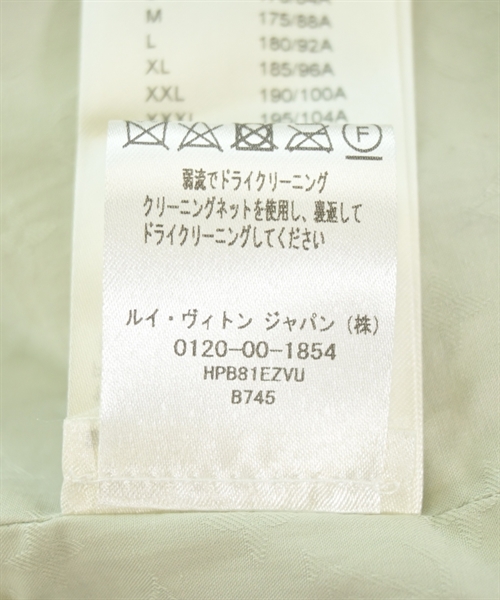 M 175/88A
L 180/92A
XL 185/96A
XXL 190/100A
XXXL 195/104A
F
弱流でドライクリーニング
クリーニングネットを使用し、裏返して
ドライクリーニングしてください
ルイ・ヴィトン ジャパン (株)
0120-00-1854
HPB81EZVU
B745